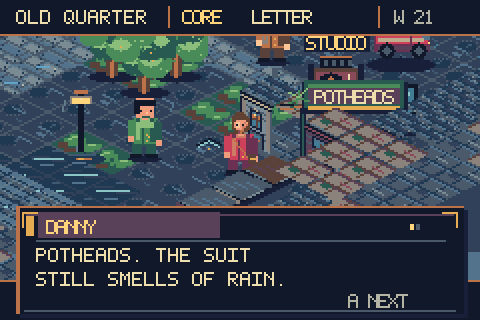 OLD QUARTER CORE LETTER W 21
STUDIO
POTHEADS
DANNY
POTHEADS. THE SUIT
STILL SMELLS OF RAIN.
A NEXT